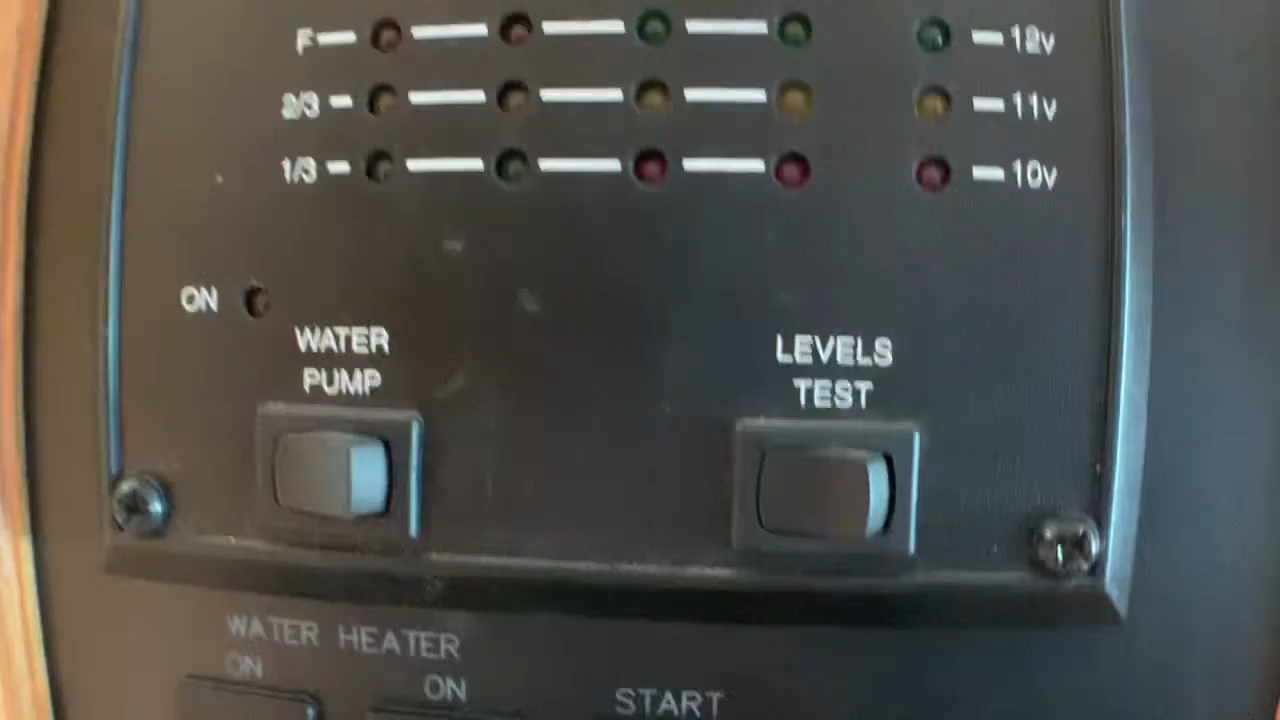 F 12v
2/3 11v
1/3 10v
ON
WATER
PUMP
LEVELS
TEST
WATER HEATER
ON
ON
START